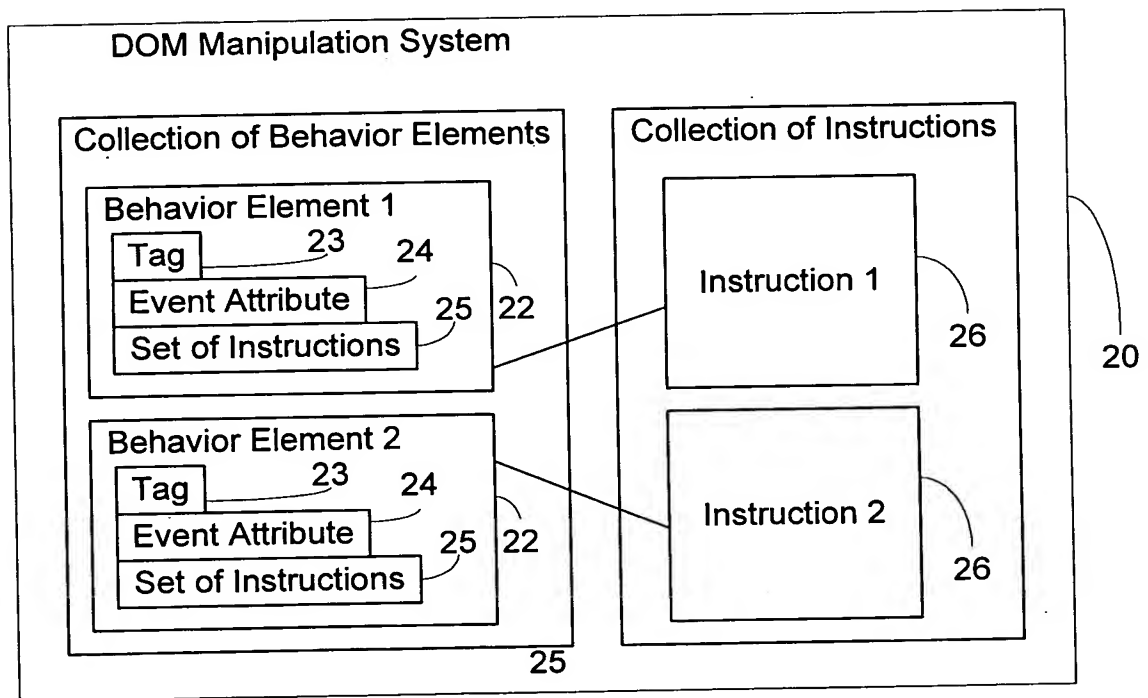 DOM Manipulation System
Collection of Behavior Elements
Behavior Element 1
Tag
23
Event Attribute
24
Set of Instructions
25
22
Behavior Element 2
Tag
23
Event Attribute
24
Set of Instructions
25
22
25
Collection of Instructions
Instruction 1
26
Instruction 2
26
20